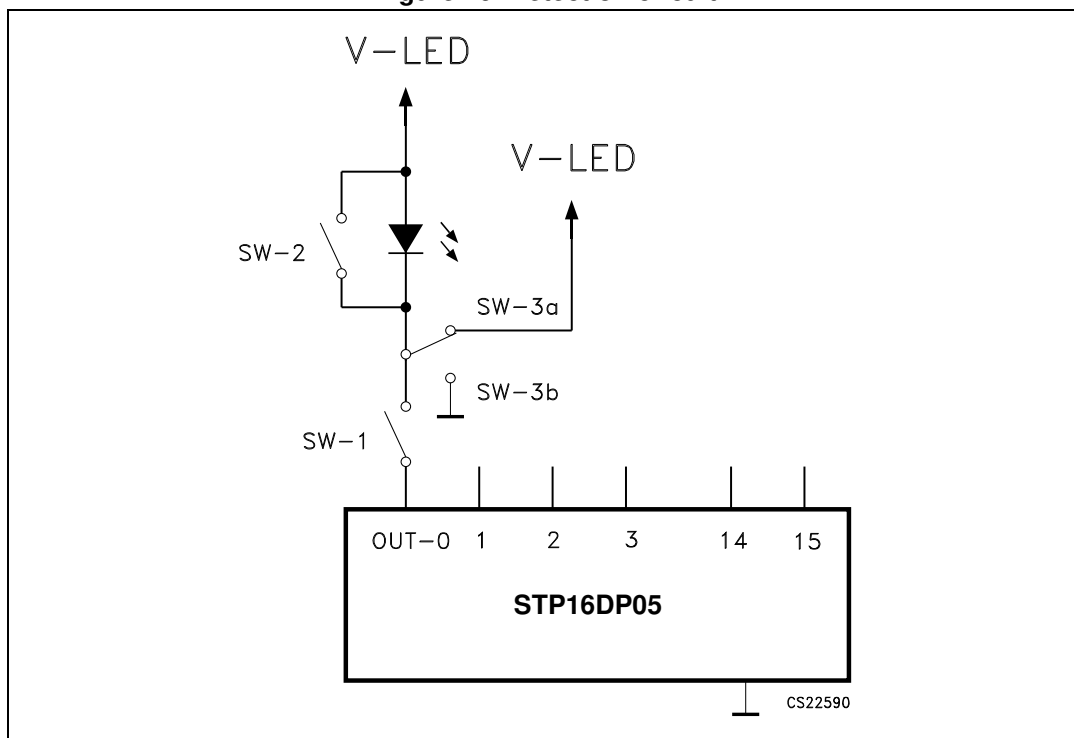 V-LED
V-LED
SW-2
SW-3a
SW-3b
SW-1
OUT-0 1 2 3 14 15
STP16DP05
CS22590